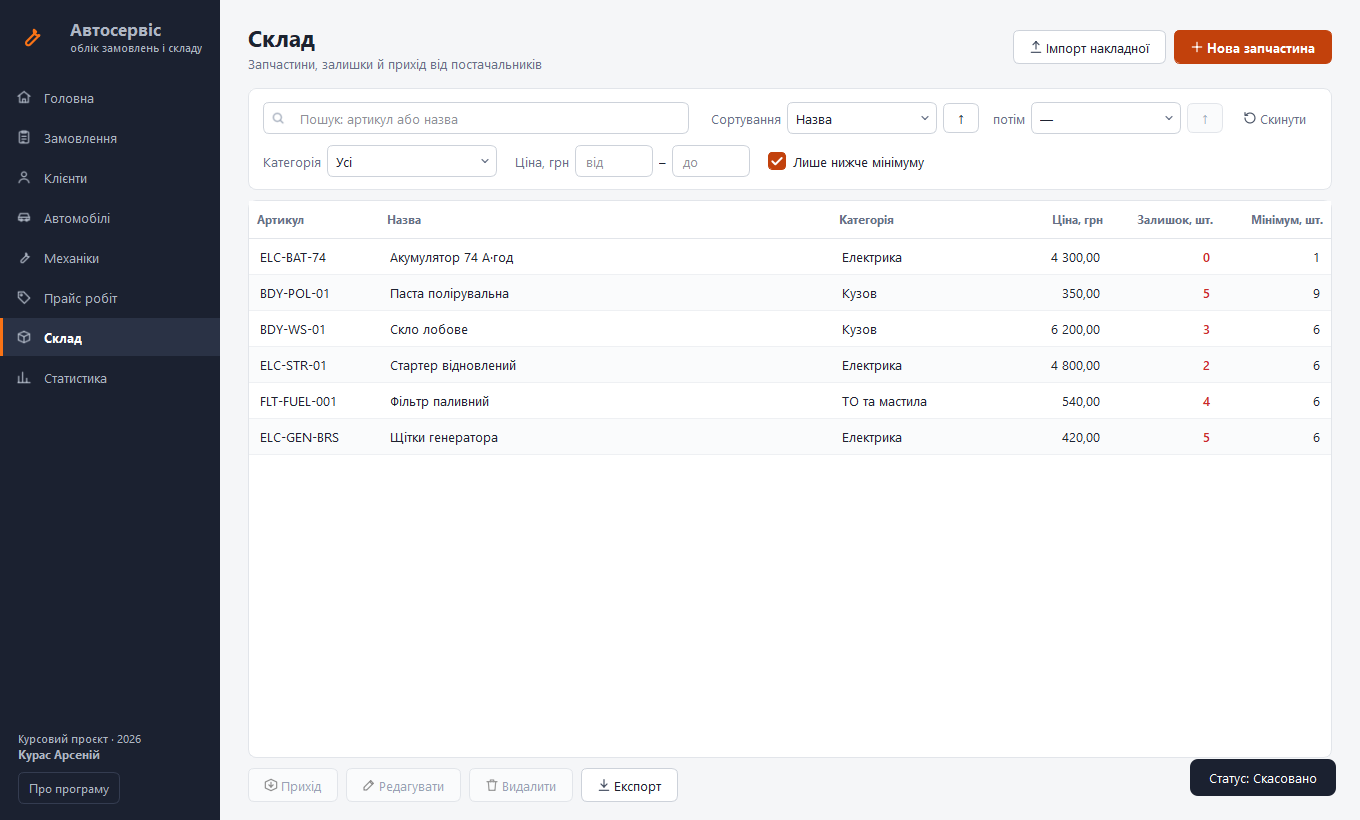 Автосервіс
облік замовлень і складу
Головна
Замовлення
Клієнти
Автомобілі
Механіки
Прайс робіт
Склад
Статистика
Курсовий проєкт · 2026
Курас Арсеній
Про програму
Склад
Запчастини, залишки й прихід від постачальників
Імпорт накладної
+ Нова запчастина
Пошук: артикул або назва
Сортування Назва ↑ потім — ↑ Скинути
Категорія Усі Ціна, грн від – до Лише нижче мінімуму
Артикул Назва Категорія Ціна, грн Залишок, шт. Мінімум, шт.
ELC-BAT-74 Акумулятор 74 А·год Електрика 4 300,00 0 1
BDY-POL-01 Паста полірувальна Кузов 350,00 5 9
BDY-WS-01 Скло лобове Кузов 6 200,00 3 6
ELC-STR-01 Стартер відновлений Електрика 4 800,00 2 6
FLT-FUEL-001 Фільтр паливний ТО та мастила 540,00 4 6
ELC-GEN-BRS Щітки генератора Електрика 420,00 5 6
Прихід Редагувати Видалити Експорт
Статус: Скасовано